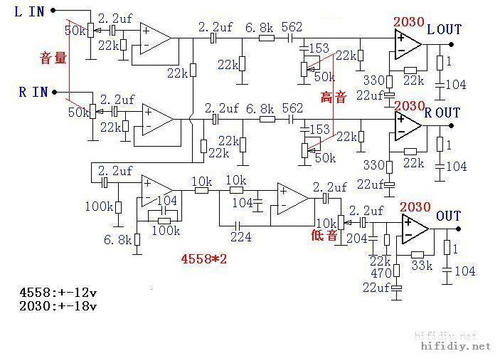 L IN
2.2uf
2.2uf
6.8k
562
2030
LOUT
50k
22k
153
1
音量
22k
22k
50k
22k
330
22k
104
22uf
R IN
2.2uf
2.2uf
6.8k
562
高音
2030
ROUT
50k
22k
153
1
22k
22k
50k
22k
330
22k
104
22uf
2.2uf
10k
10k
2.2uf
2.2uf
2030
OUT
100k
104
104
10k
1
100k
224
低音
204
22k
33k
104
6.8k
470
4558*2
22uf
4558:+-12v
2030:+-18v
hifidiy.net
hifidiy.net